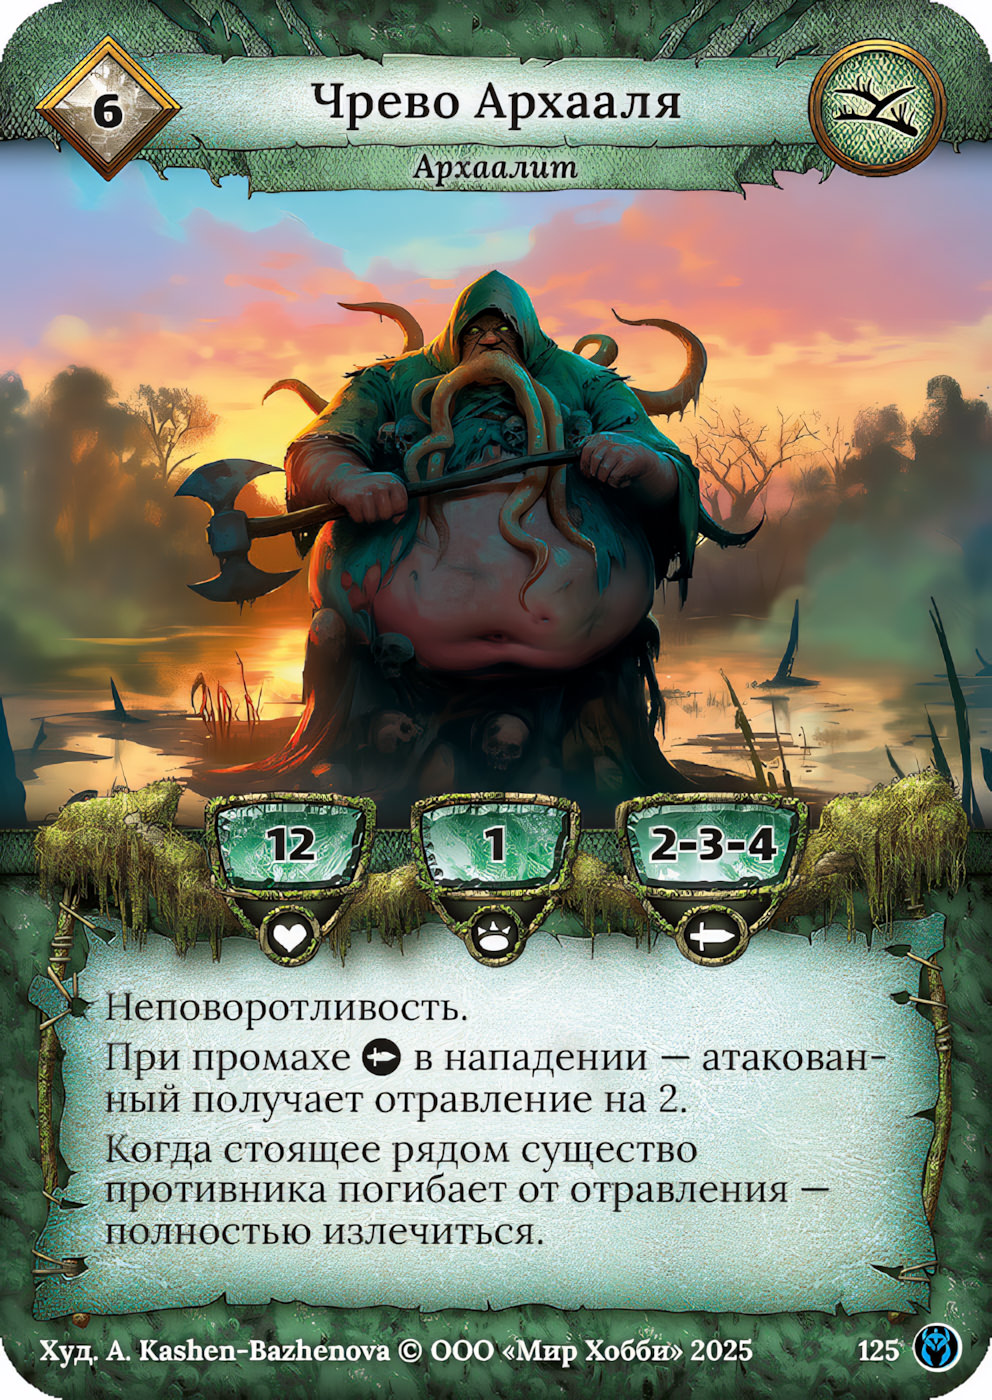 6
Чрево Архааля
Архаалит
12
1
2-3-4
Неповоротливость.
При промахе в нападении — атакован-
ный получает отравление на 2.
Когда стоящее рядом существо
противника погибает от отравления —
полностью излечиться.
Худ. А. Kashen-Bazhenova © ООО «Мир Хобби» 2025
125